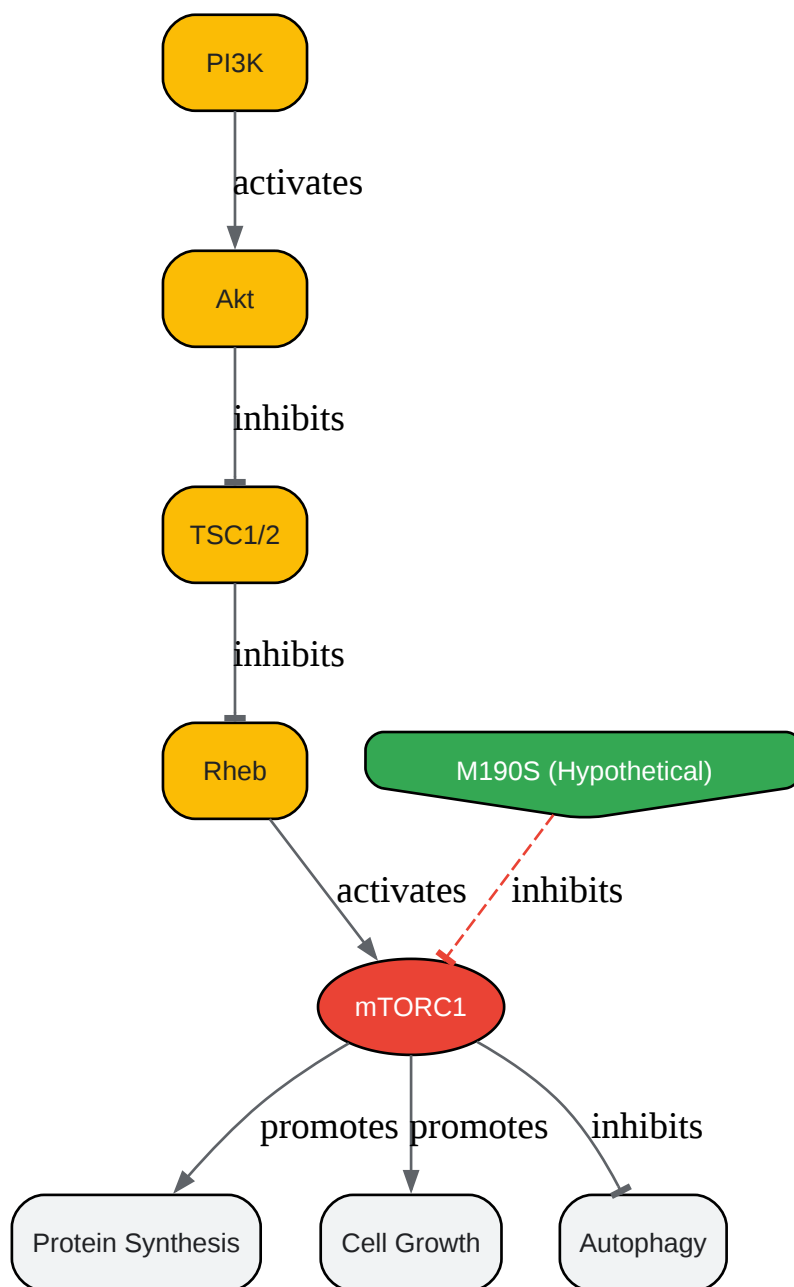 PI3K
activates
Akt
inhibits
TSC1/2
inhibits
Rheb
M190S (Hypothetical)
activates
inhibits
mTORC1
promotes
promotes
inhibits
Protein Synthesis
Cell Growth
Autophagy